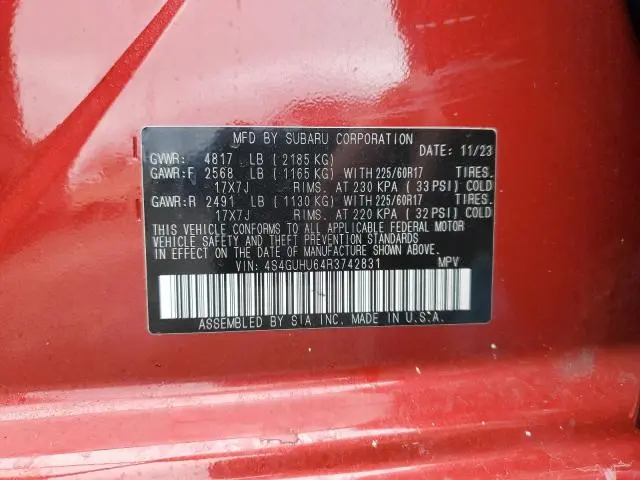 MFD BY SUBARU CORPORATION
GVWR: 4817 LB ( 2185 KG) DATE: 11/23
GAWR:F 2568 LB ( 1165 KG) WITH 225/60R17 TIRES.
17X7J RIMS. AT 230 KPA ( 33 PSI) COLD
GAWR:R 2491 LB ( 1130 KG) WITH 225/60R17 TIRES.
17X7J RIMS. AT 220 KPA ( 32 PSI) COLD
THIS VEHICLE CONFORMS TO ALL APPLICABLE FEDERAL MOTOR
VEHICLE SAFETY AND THEFT PREVENTION STANDARDS
IN EFFECT ON THE DATE OF MANUFACTURE SHOWN ABOVE.
VIN: 4S4GUHU64R3742831 MPV
ASSEMBLED BY SIA INC. MADE IN U.S.A.